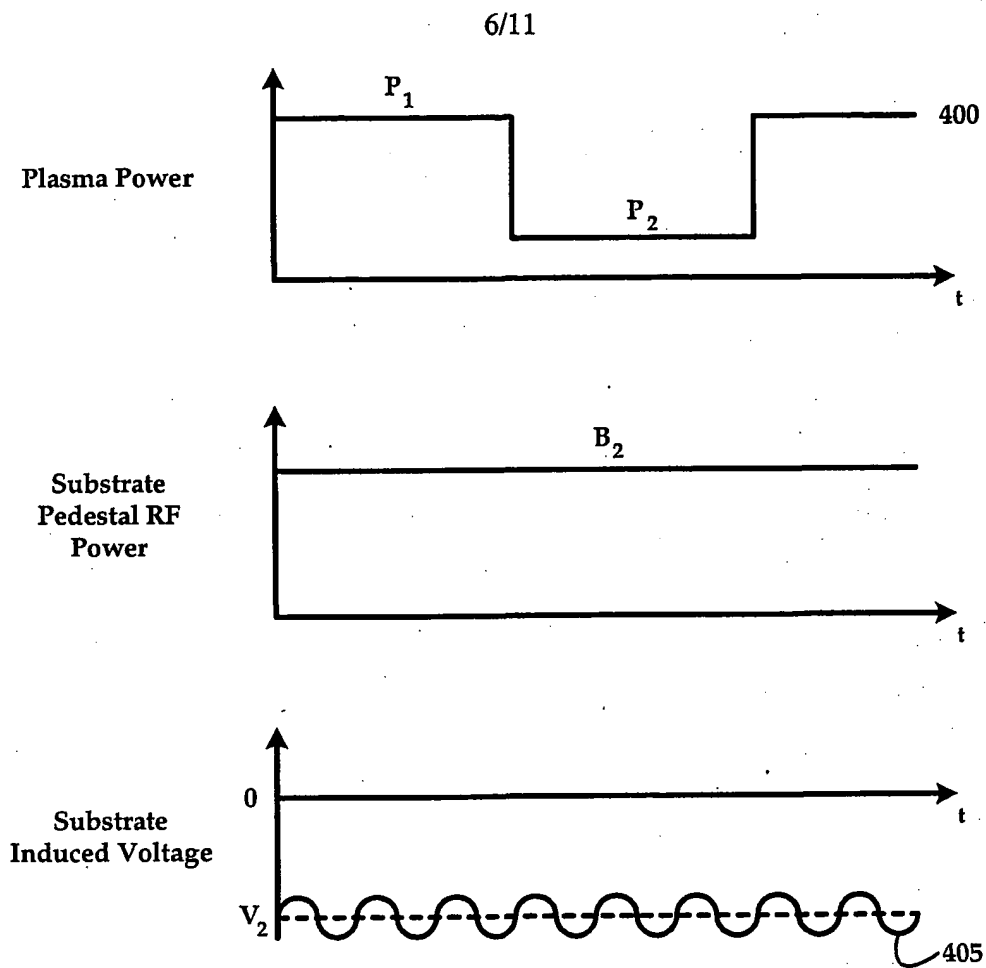 6/11
P1
400
Plasma Power
P2
t
B2
Substrate
Pedestal RF
Power
t
0
t
Substrate
Induced Voltage
V2
405